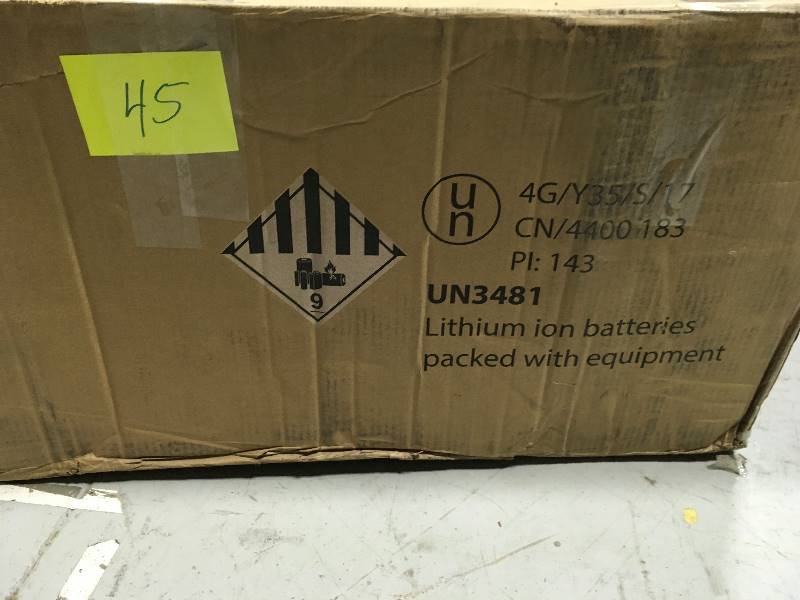 45
un
4G/Y35/S/17
CN/4400 183
PI: 143
UN3481
Lithium ion batteries
packed with equipment
9